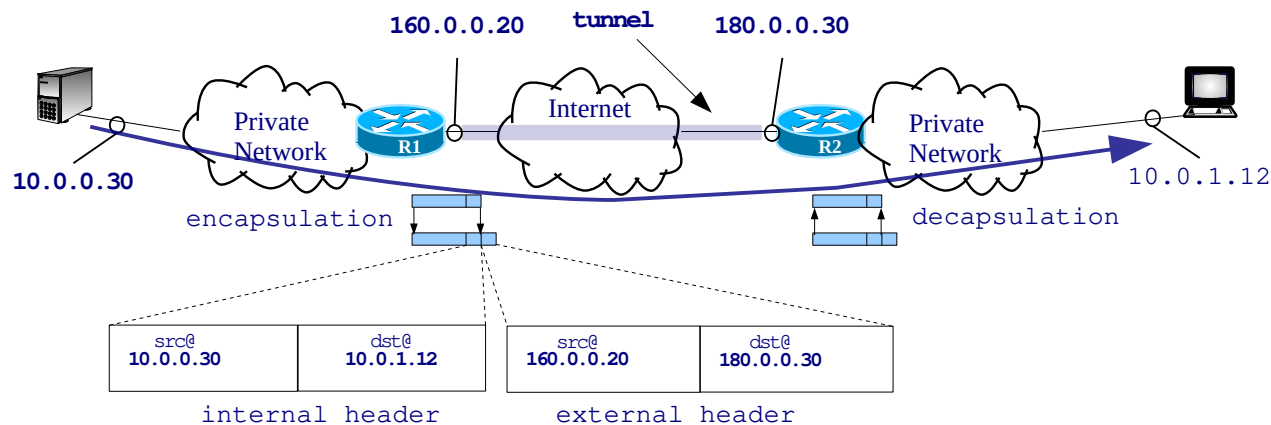 tunnel
160.0.0.20
180.0.0.30
Internet
Private
Network
R1
R2
Private
Network
10.0.0.30
10.0.1.12
encapsulation
decapsulation
src@
10.0.0.30
dst@
10.0.1.12
src@
160.0.0.20
dst@
180.0.0.30
internal header
external header